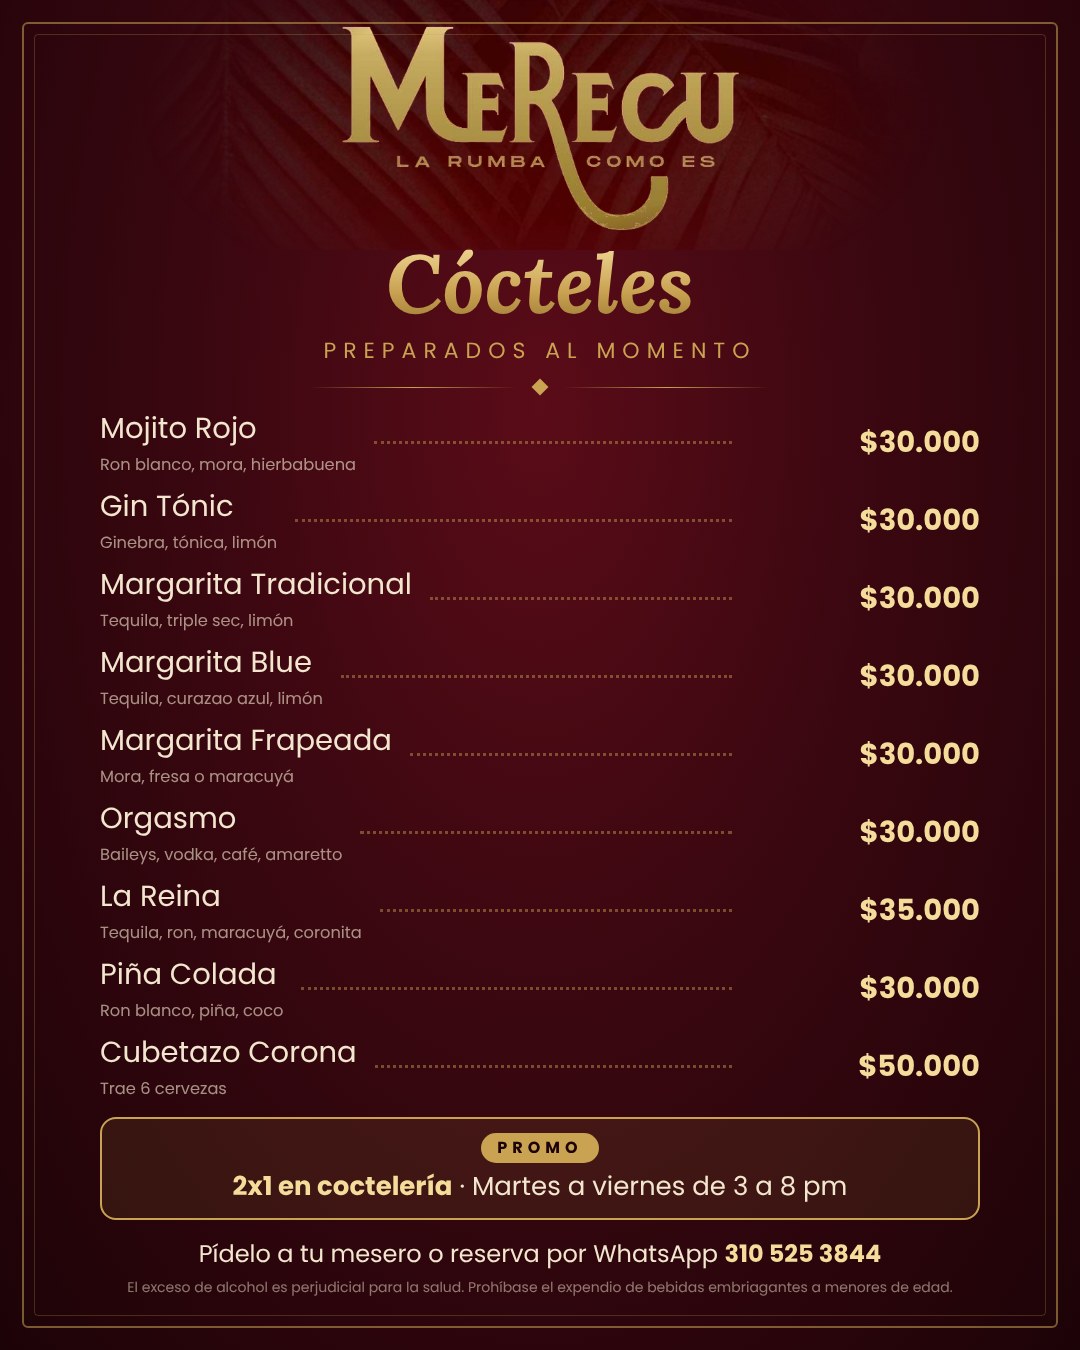 MERECU
LA RUMBA COMO ES
Cócteles
PREPARADOS AL MOMENTO
Mojito Rojo $30.000
Ron blanco, mora, hierbabuena
Gin Tónic $30.000
Ginebra, tónica, limón
Margarita Tradicional $30.000
Tequila, triple sec, limón
Margarita Blue $30.000
Tequila, curazao azul, limón
Margarita Frapeada $30.000
Mora, fresa o maracuyá
Orgasmo $30.000
Baileys, vodka, café, amaretto
La Reina $35.000
Tequila, ron, maracuyá, coronita
Piña Colada $30.000
Ron blanco, piña, coco
Cubetazo Corona $50.000
Trae 6 cervezas
PROMO
2x1 en coctelería · Martes a viernes de 3 a 8 pm
Pídelo a tu mesero o reserva por WhatsApp 310 525 3844
El exceso de alcohol es perjudicial para la salud. Prohíbase el expendio de bebidas embriagantes a menores de edad.